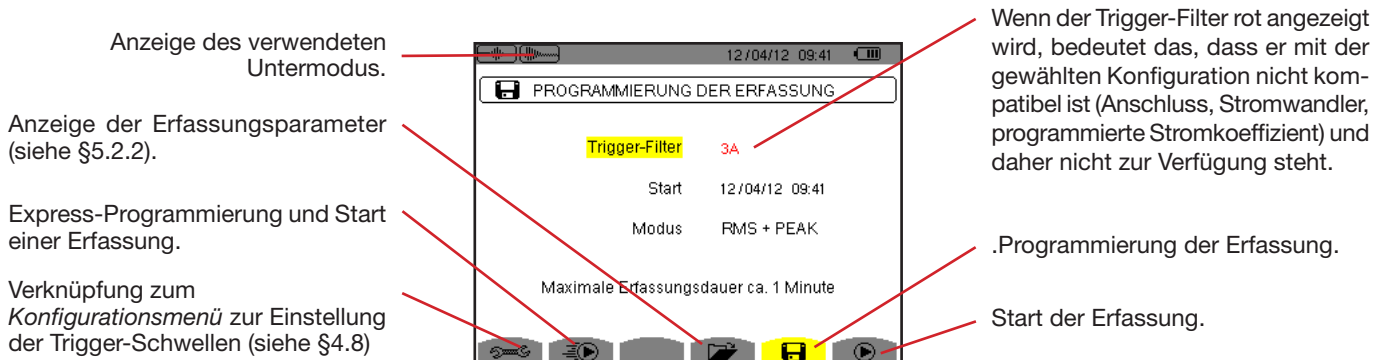 Anzeige des verwendeten
Untermodus.
Anzeige der Erfassungsparameter
(siehe §5.2.2).
Express-Programmierung und Start
einer Erfassung.
Verknüpfung zum
Konfigurationsmenü zur Einstellung
der Trigger-Schwellen (siehe §4.8)
12/04/12 09:41
PROGRAMMIERUNG DER ERFASSUNG
Trigger-Filter 3A
Start 12/04/12 09:41
Modus RMS + PEAK
Maximale Erfassungsdauer ca. 1 Minute
Wenn der Trigger-Filter rot angezeigt
wird, bedeutet das, dass er mit der
gewählten Konfiguration nicht kom-
patibel ist (Anschluss, Stromwandler,
programmierte Stromkoeffizient) und
daher nicht zur Verfügung steht.
.Programmierung der Erfassung.
Start der Erfassung.